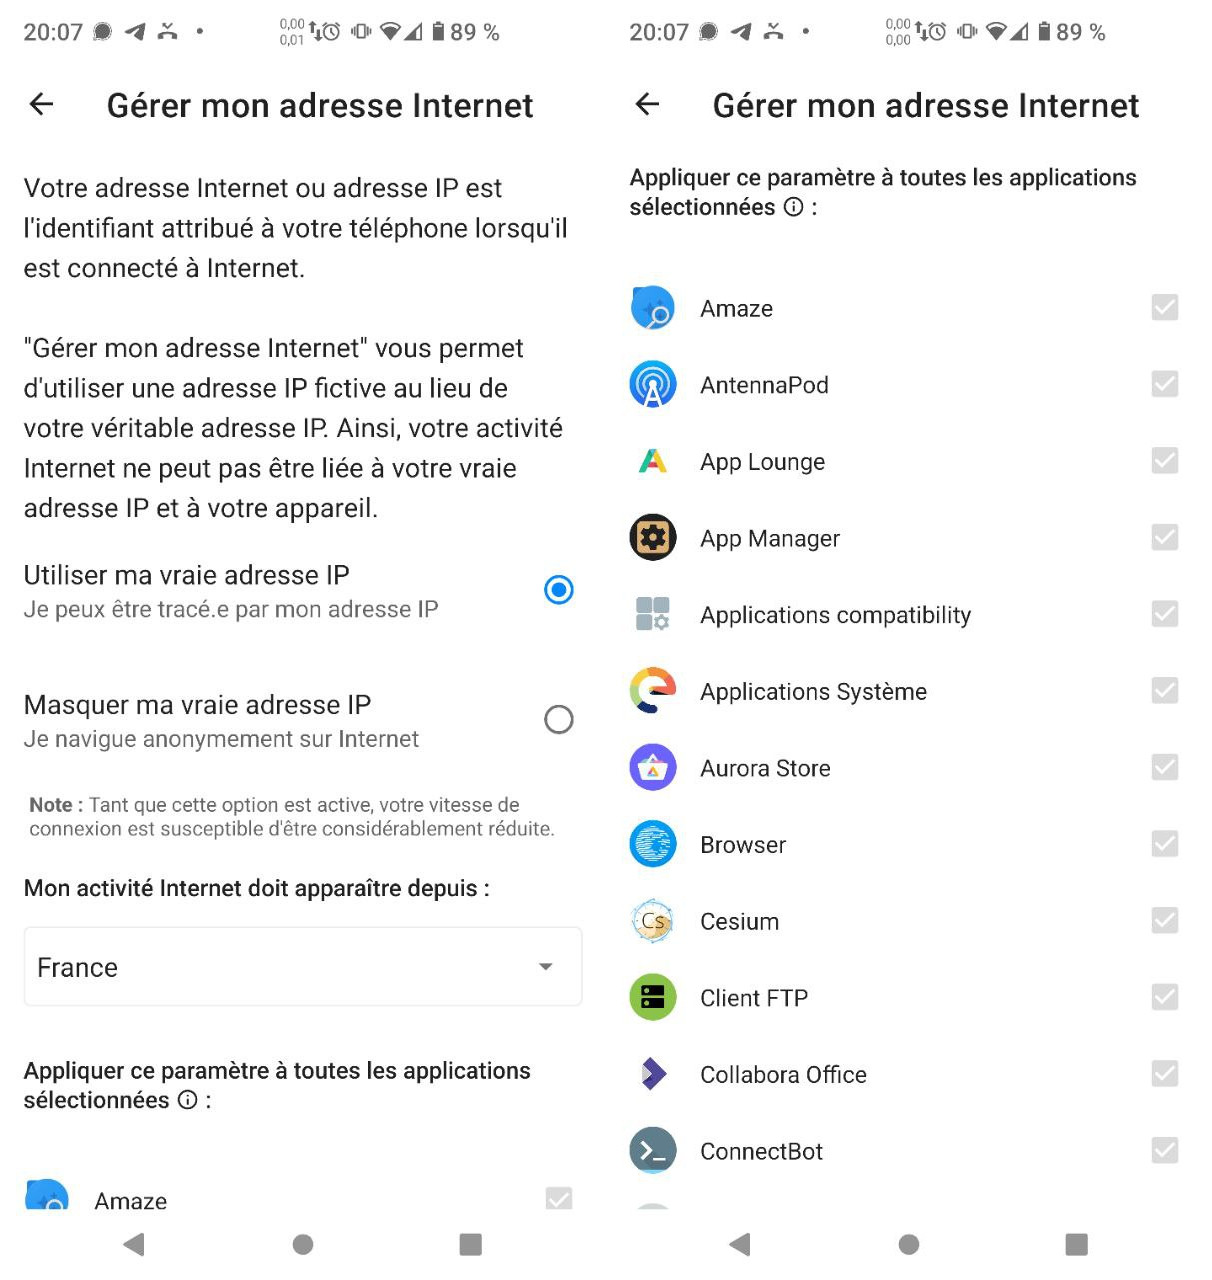 20:07
0,00
0,01
89 %
Gérer mon adresse Internet
Votre adresse Internet ou adresse IP est
l'identifiant attribué à votre téléphone lorsqu'il
est connecté à Internet.
"Gérer mon adresse Internet" vous permet
d'utiliser une adresse IP fictive au lieu de
votre véritable adresse IP. Ainsi, votre activité
Internet ne peut pas être liée à votre vraie
adresse IP et à votre appareil.
Utiliser ma vraie adresse IP
Je peux être tracé.e par mon adresse IP
Masquer ma vraie adresse IP
Je navigue anonymement sur Internet
Note : Tant que cette option est active, votre vitesse de
connexion est susceptible d'être considérablement réduite.
Mon activité Internet doit apparaître depuis :
France
Appliquer ce paramètre à toutes les applications
sélectionnées :
Amaze
20:07
0,00
0,00
89 %
Gérer mon adresse Internet
Appliquer ce paramètre à toutes les applications
sélectionnées :
Amaze
AntennaPod
App Lounge
App Manager
Applications compatibility
Applications Système
Aurora Store
Browser
Cs
Cesium
Client FTP
Collabora Office
ConnectBot